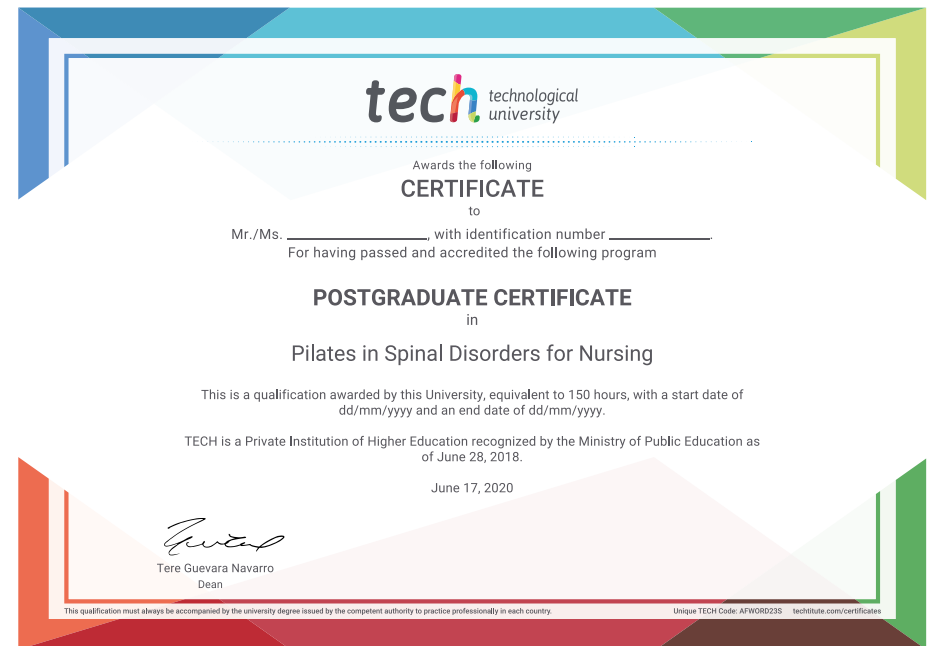 tech technological
university
Awards the following
CERTIFICATE
to
Mr./Ms. ____________________, with identification number ______________.
For having passed and accredited the following program
POSTGRADUATE CERTIFICATE
in
Pilates in Spinal Disorders for Nursing
This is a qualification awarded by this University, equivalent to 150 hours, with a start date of
dd/mm/yyyy and an end date of dd/mm/yyyy.
TECH is a Private Institution of Higher Education recognized by the Ministry of Public Education as
of June 28, 2018.
June 17, 2020
Tere Guevara Navarro
Dean
This qualification must always be accompanied by the university degree issued by the competent authority to practice professionally in each country.
Unique TECH Code: AFWORD23S techtitute.com/certificates